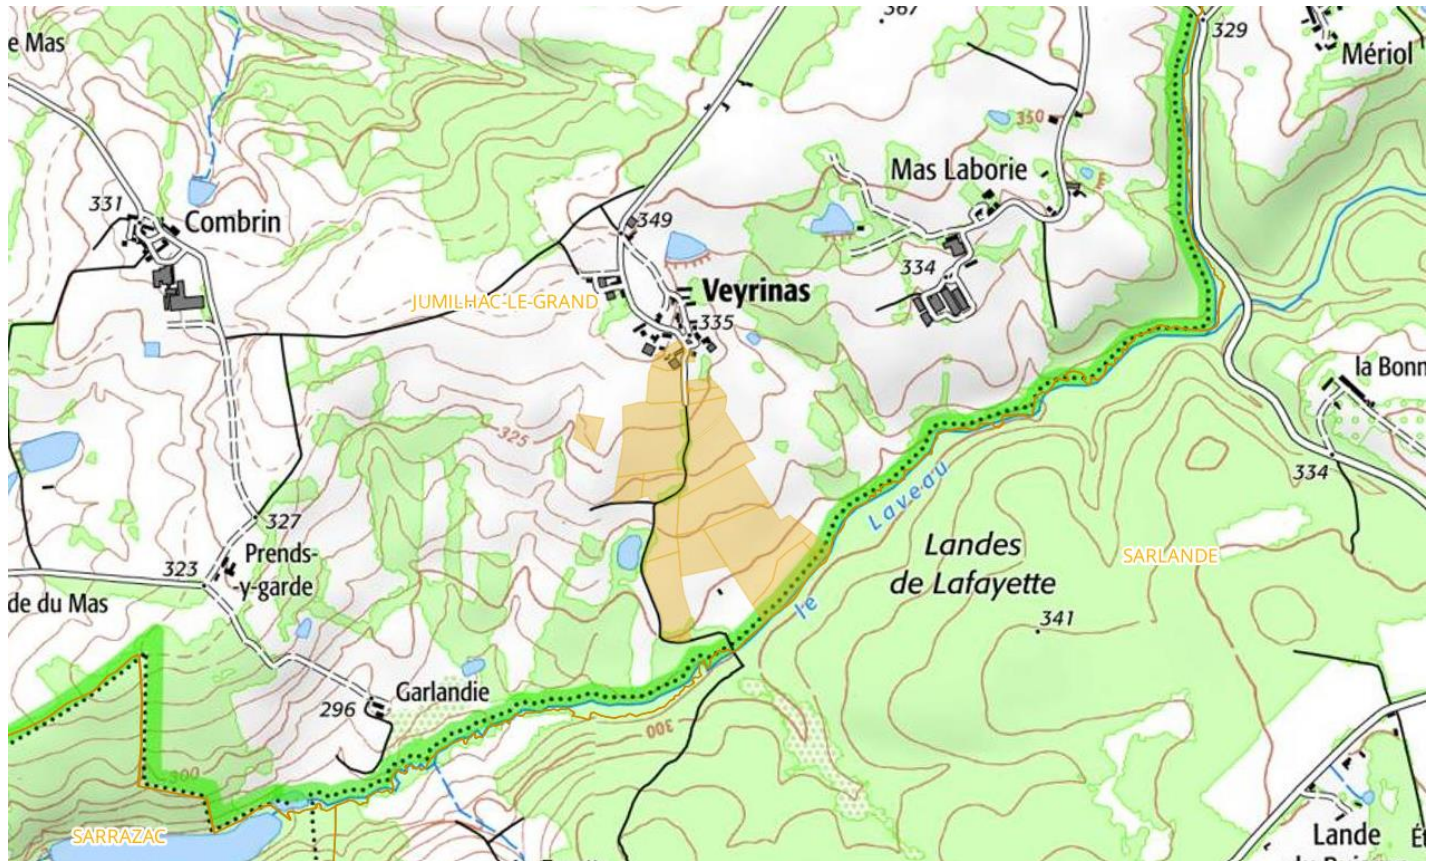 367
329
e Mas
Mériol
350
Mas Laborie
331
Combrin
349
334
Veyrinas
JUMILHAC-LE-GRAND
335
la Bonn
325
334
Laveau
327
Landes
de Lafayette
SARLANDE
Prends-
-y-garde
323
de du Mas
le
341
Garlandie
296
300
300
SARRAZAC
Lande